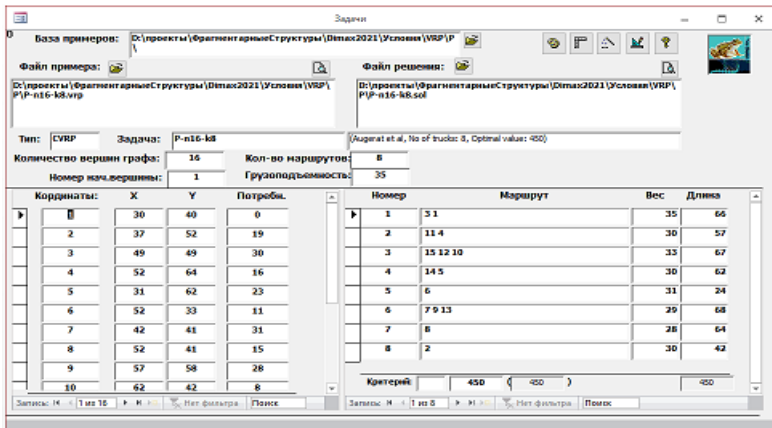 Задачи
База примеров: D:\проекты\ФрагментарныеСтруктуры\Dimax2021\Условия\VRP\P\
Файл примера: Файл решения:
D:\проекты\ФрагментарныеСтруктуры\Dimax2021\Условия\VRP\P\P-n16-k8.vrp
D:\проекты\ФрагментарныеСтруктуры\Dimax2021\Условия\VRP\P\P-n16-k8.sol
Тип: CVRP Задача: P-n16-k8 (Augerat et al, No of trucks: 8, Optimal value: 450)
Количество вершин графа: 16 Кол-во маршрутов: 8
Номер нач.вершины: 1 Грузоподъемность: 35
Кординаты: X Y Потребн. Номер Маршрут Вес Длина
1 30 40 0 1 3 1 35 66
2 37 52 19 2 11 4 30 57
3 49 49 30 3 15 12 10 33 67
4 52 64 16 4 14 5 30 62
5 31 62 23 5 6 31 24
6 52 33 11 6 7 9 13 29 68
7 42 41 31 7 8 28 64
8 52 41 15 8 2 30 42
9 57 58 28
10 62 42 8 Критерий: 450 ( 450 ) 450
Запись: 1 из 16 Нет фильтра Поиск Запись: 1 из 8 Нет фильтра Поиск